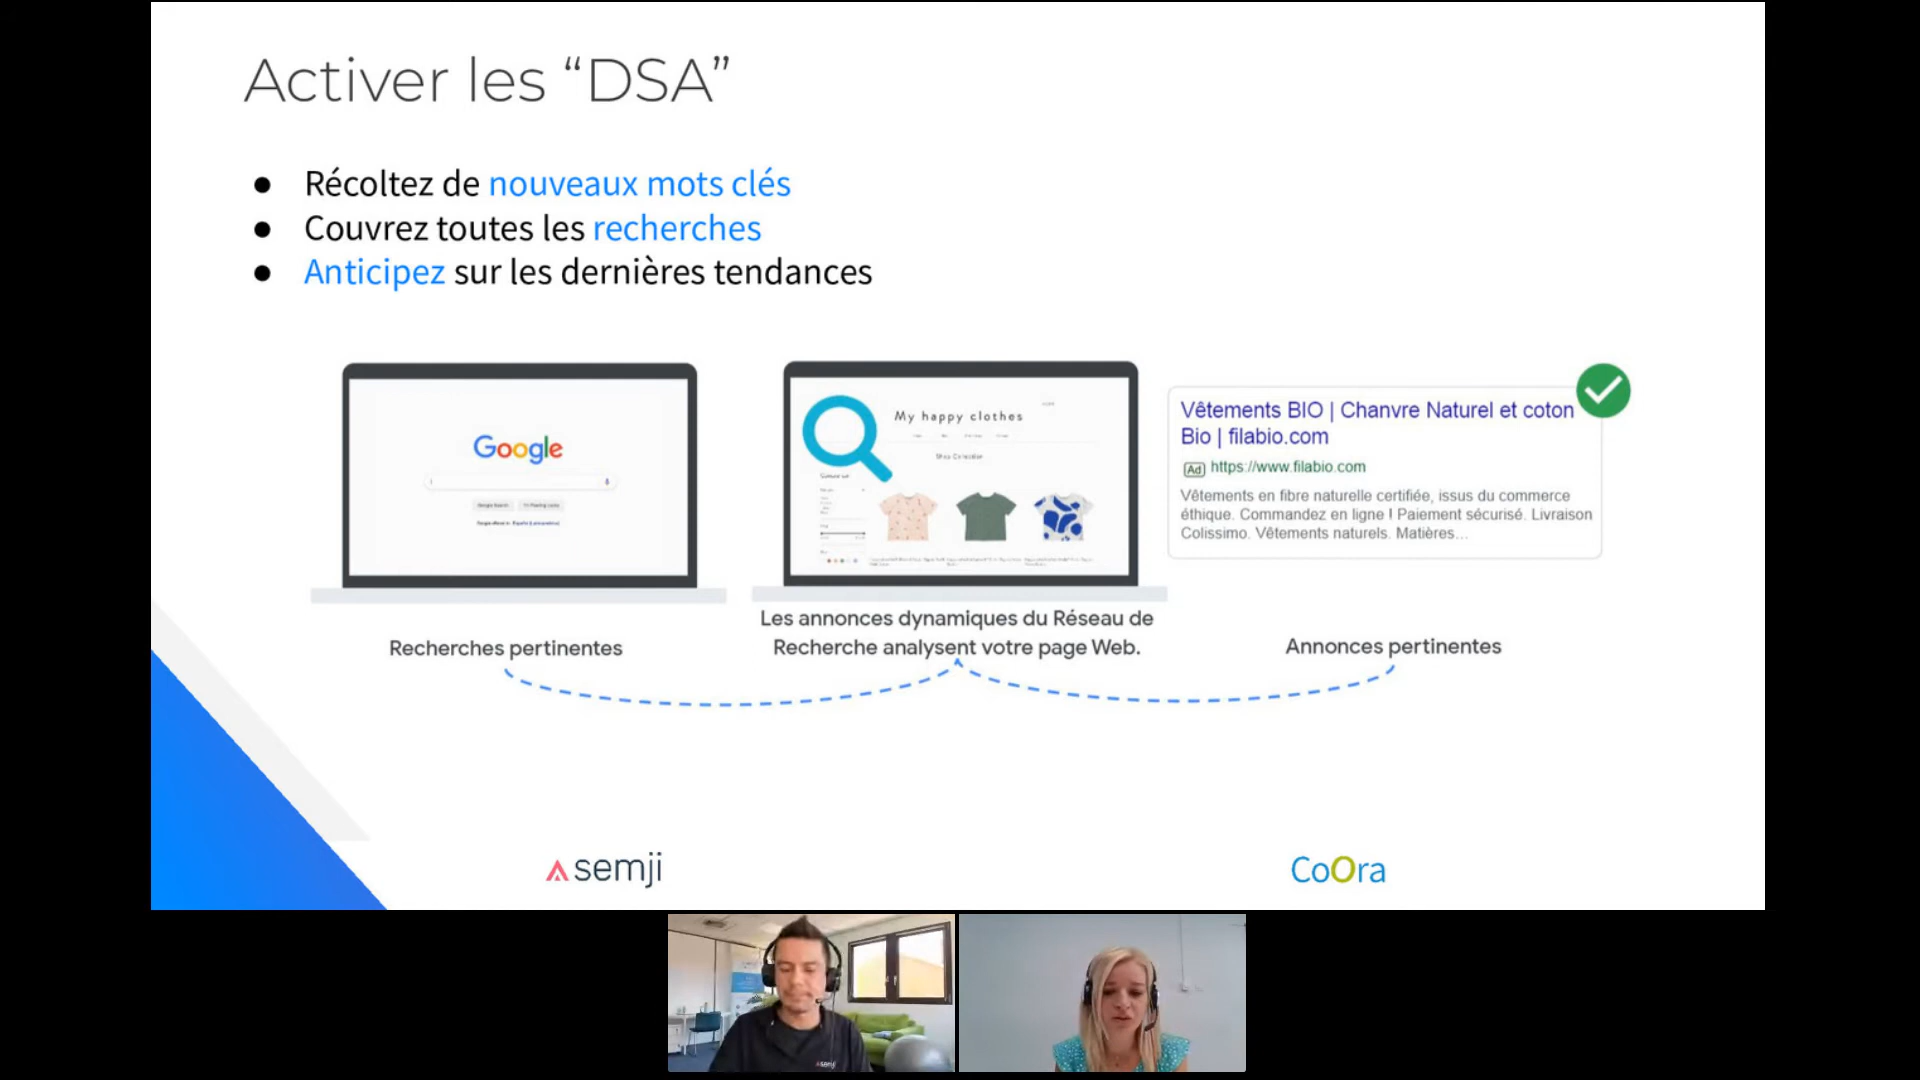 Activer les “DSA”
● Récoltez de nouveaux mots clés
● Couvrez toutes les recherches
● Anticipez sur les dernières tendances
Google
My happy clothes
Shop Collection
Vêtements BIO | Chanvre Naturel et coton
Bio | filabio.com
Ad https://www.filabio.com
Vêtements en fibre naturelle certifiée, issus du commerce
éthique. Commandez en ligne ! Paiement sécurisé. Livraison
Colissimo. Vêtements naturels. Matières...
Recherches pertinentes
Les annonces dynamiques du Réseau de
Recherche analysent votre page Web.
Annonces pertinentes
semji
CoOra
semji